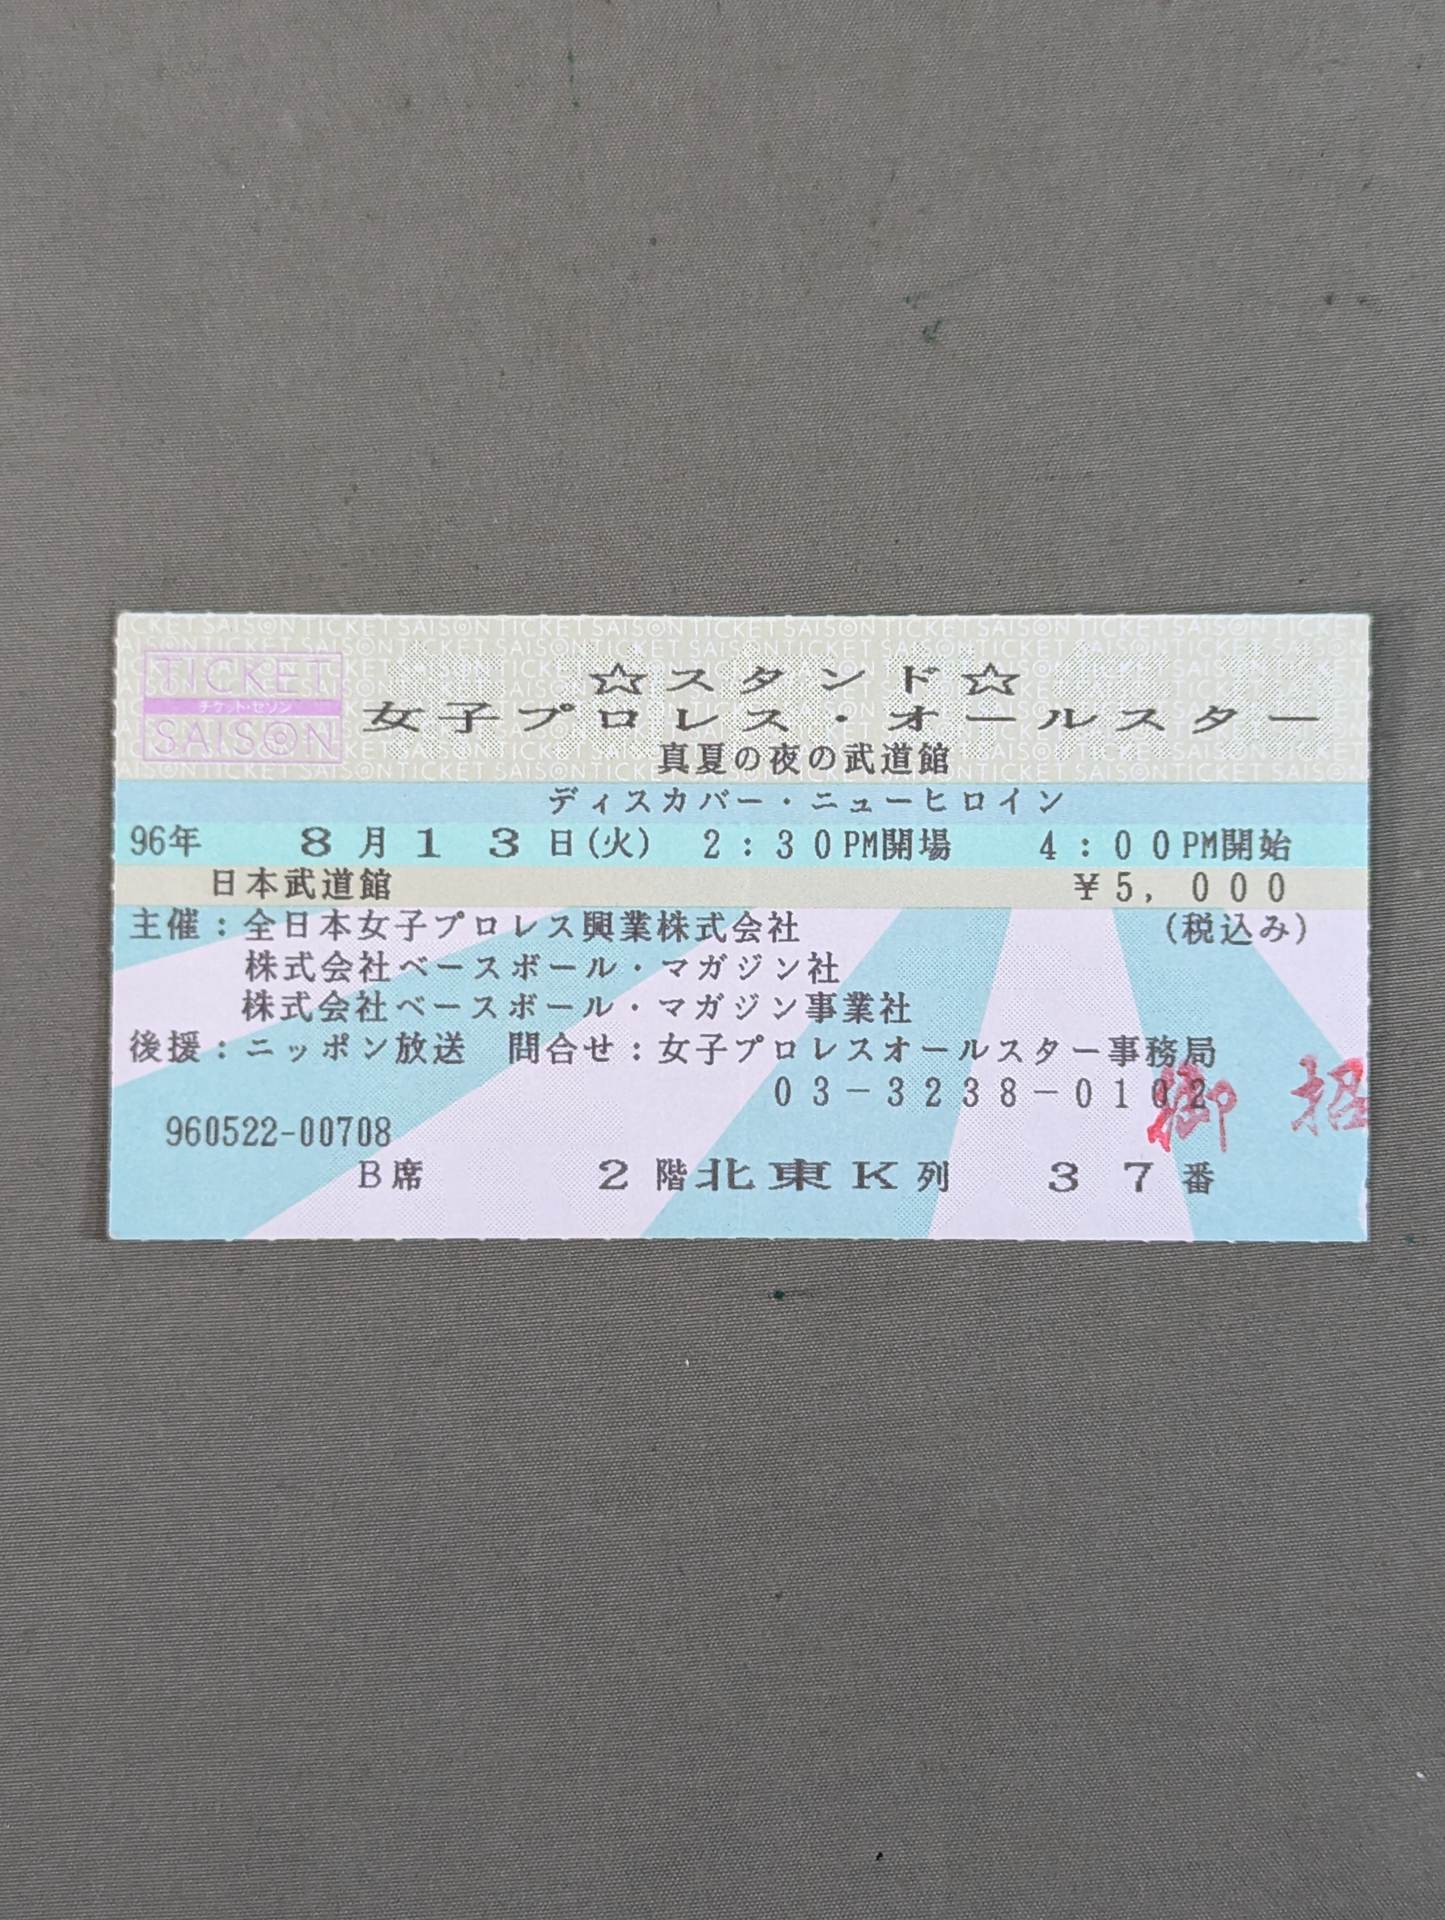 TICKET
チケット・セゾン
SAISON
☆スタンド☆
女子プロレス・オールスター
真夏の夜の武道館
ディスカバー・ニューヒロイン
96年 8月13日(火) 2:30PM開場 4:00PM開始
日本武道館 ¥5,000
主催:全日本女子プロレス興業株式会社 (税込み)
株式会社ベースボール・マガジン社
株式会社ベースボール・マガジン事業社
後援:ニッポン放送 問合せ:女子プロレスオールスター事務局
03-3238-0102
御招
960522-00708
B席 2階北東K列 37番